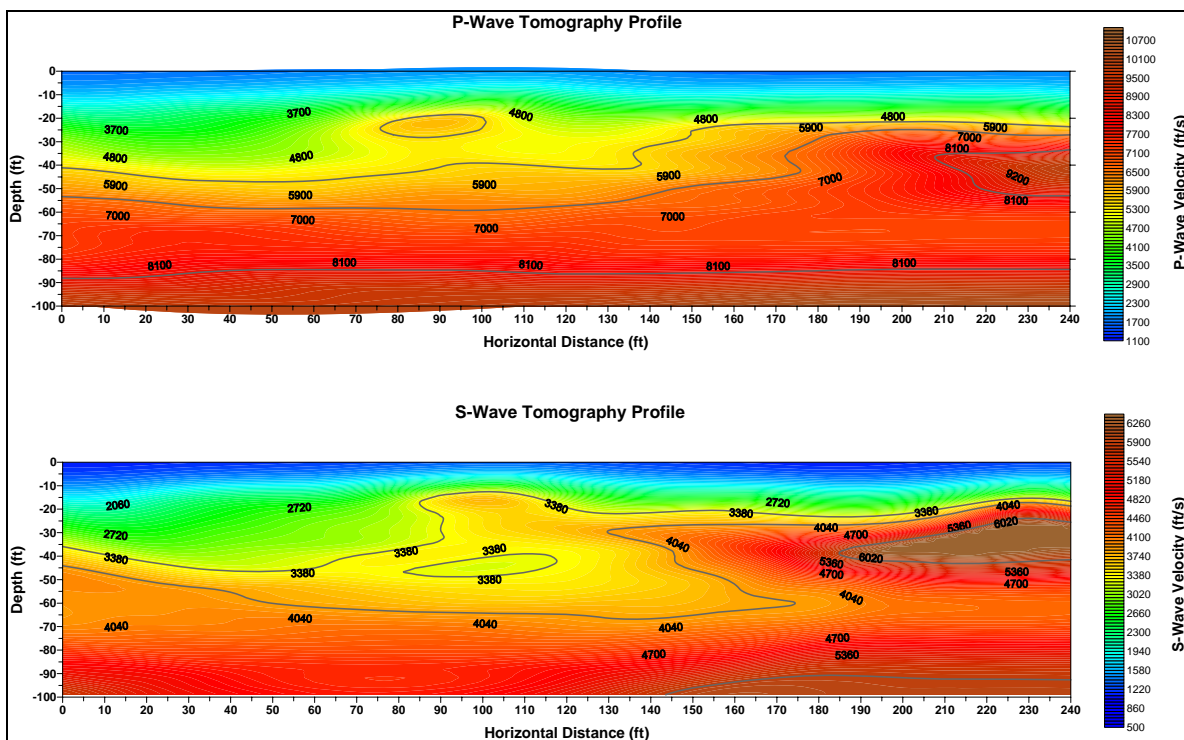 P-Wave Tomography Profile
0
-10
-20
-30
-40
-50
-60
-70
-80
-90
-100
Depth (ft)
3700 3700 4800 4800 4800 5900 5900
3700 4800 4800 5900 7000 8100 9200 8100
5900 5900 5900 5900 7000
7000 7000 7000 7000
8100 8100 8100 8100 8100
0 10 20 30 40 50 60 70 80 90 100 110 120 130 140 150 160 170 180 190 200 210 220 230 240
Horizontal Distance (ft)
10700
10100
9500
8900
8300
7700
7100
6500
5900
5300
4700
4100
3500
2900
2300
1700
1100
P-Wave Velocity (ft/s)
S-Wave Tomography Profile
0
-10
-20
-30
-40
-50
-60
-70
-80
-90
-100
Depth (ft)
2060 2720 3380 3380 2720 3380 4040
2720 4040 4700 5360 6020
3380 3380 3380 3380 4040 5360 6020 5360
3380 4700 4700
4040 4040 4040 4040 4040
4700 4700
5360
0 10 20 30 40 50 60 70 80 90 100 110 120 130 140 150 160 170 180 190 200 210 220 230 240
Horizontal Distance (ft)
6260
5900
5540
5180
4820
4460
4100
3740
3380
3020
2660
2300
1940
1580
1220
860
500
S-Wave Velocity (ft/s)